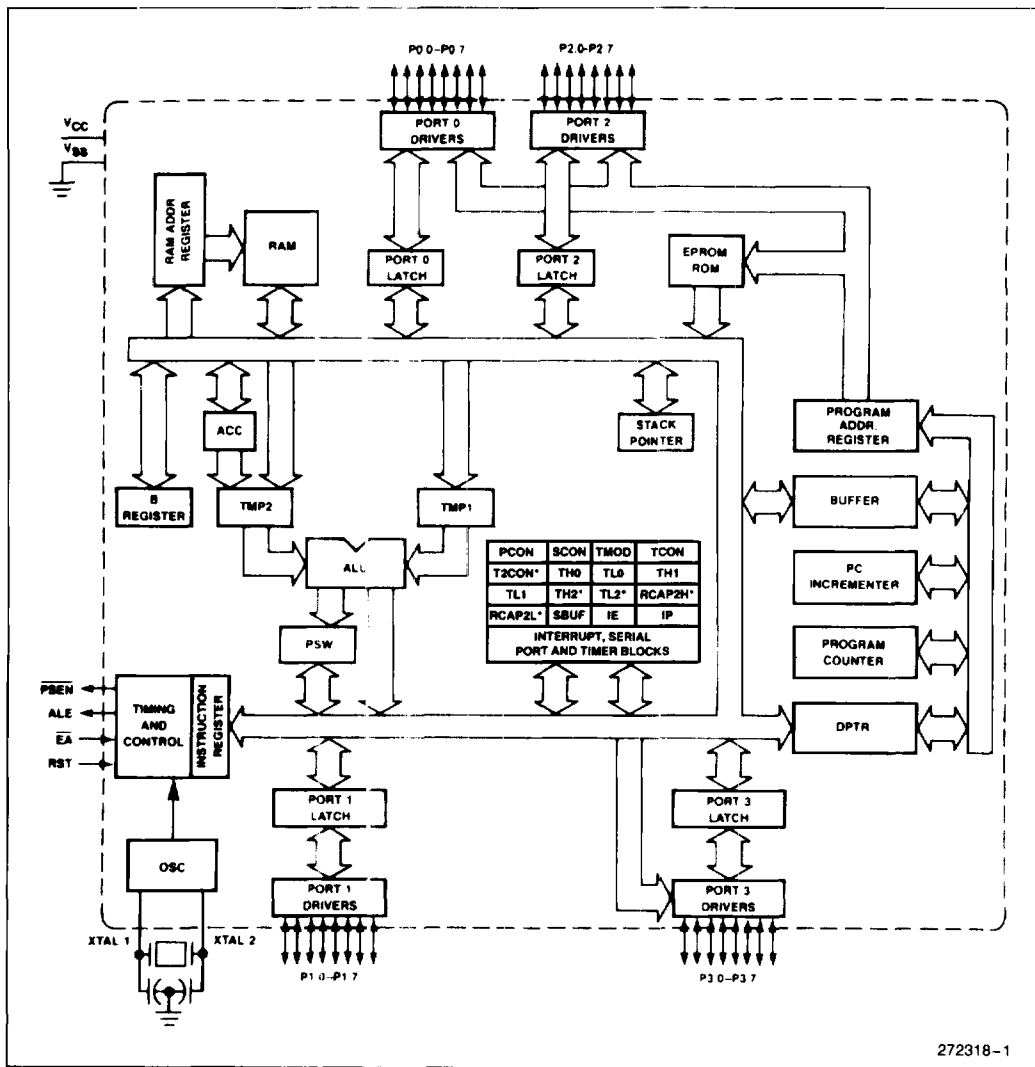 P0 0-P0 7
P2.0-P2 7
VCC
VSS
PORT 0
DRIVERS
PORT 2
DRIVERS
RAM ADDR
REGISTER
RAM
PORT 0
LATCH
PORT 2
LATCH
EPROM
ROM
ACC
STACK
POINTER
PROGRAM
ADDR.
REGISTER
B
REGISTER
TMP2
TMP1
BUFFER
ALU
PCON SCON TMOD TCON
T2CON* TH0 TL0 TH1
TL1 TH2* TL2* RCAP2H*
RCAP2L* SBUF IE IP
INTERRUPT, SERIAL
PORT AND TIMER BLOCKS
PC
INCREMENTER
PSW
PROGRAM
COUNTER
PSEN
ALE
EA
RST
TIMING
AND
CONTROL
INSTRUCTION
REGISTER
DPTR
PORT 1
LATCH
PORT 3
LATCH
OSC
PORT 1
DRIVERS
PORT 3
DRIVERS
XTAL 1
XTAL 2
P1 0-P1 7
P3 0-P3 7
272318-1